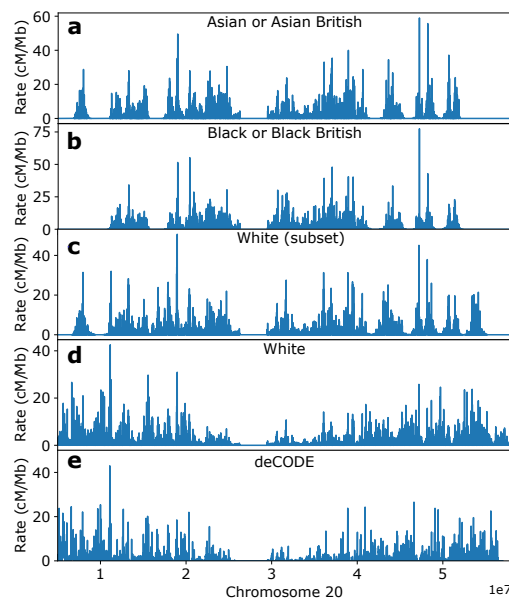 a Asian or Asian British
60
40
20
0
Rate (cM/Mb)
b Black or Black British
75
50
25
0
Rate (cM/Mb)
c White (subset)
40
20
0
Rate (cM/Mb)
d White
40
20
0
Rate (cM/Mb)
e deCODE
40
20
0
Rate (cM/Mb)
1 2 3 4 5
Chromosome 20 1e7